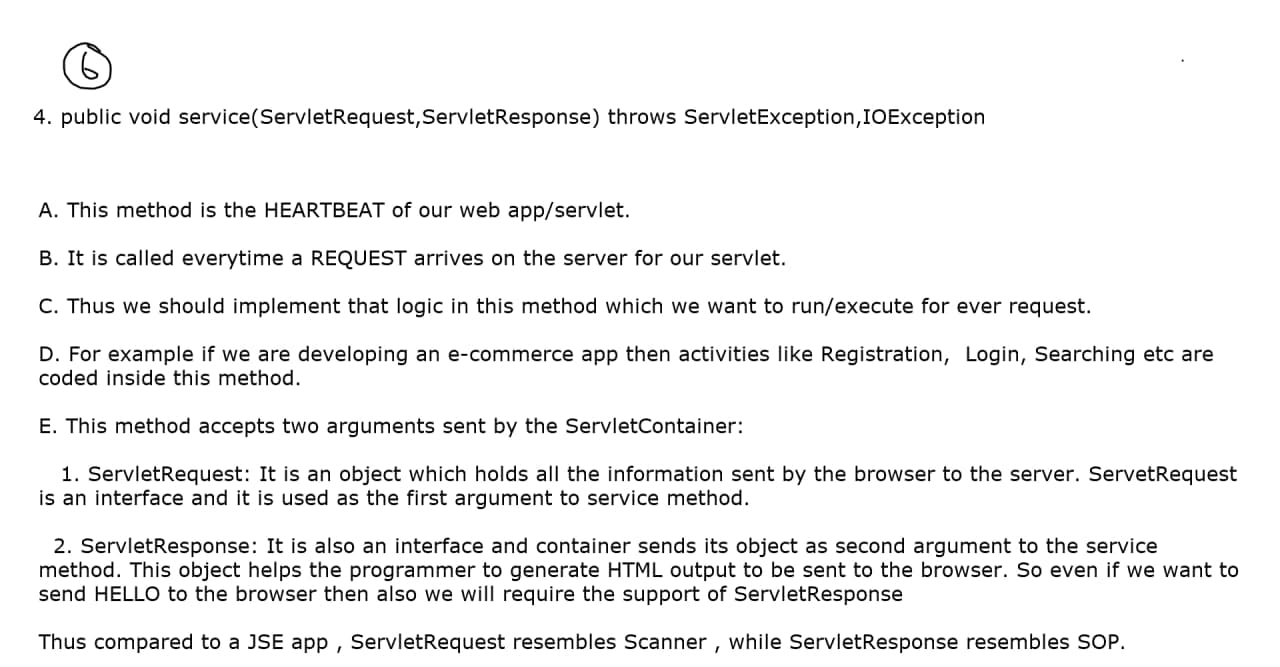 6
4. public void service(ServletRequest,ServletResponse) throws ServletException,IOException
A. This method is the HEARTBEAT of our web app/servlet.
B. It is called everytime a REQUEST arrives on the server for our servlet.
C. Thus we should implement that logic in this method which we want to run/execute for ever request.
D. For example if we are developing an e-commerce app then activities like Registration,  Login, Searching etc are
coded inside this method.
E. This method accepts two arguments sent by the ServletContainer:
1. ServletRequest: It is an object which holds all the information sent by the browser to the server. ServetRequest
is an interface and it is used as the first argument to service method.
2. ServletResponse: It is also an interface and container sends its object as second argument to the service
method. This object helps the programmer to generate HTML output to be sent to the browser. So even if we want to
send HELLO to the browser then also we will require the support of ServletResponse
Thus compared to a JSE app , ServletRequest resembles Scanner , while ServletResponse resembles SOP.